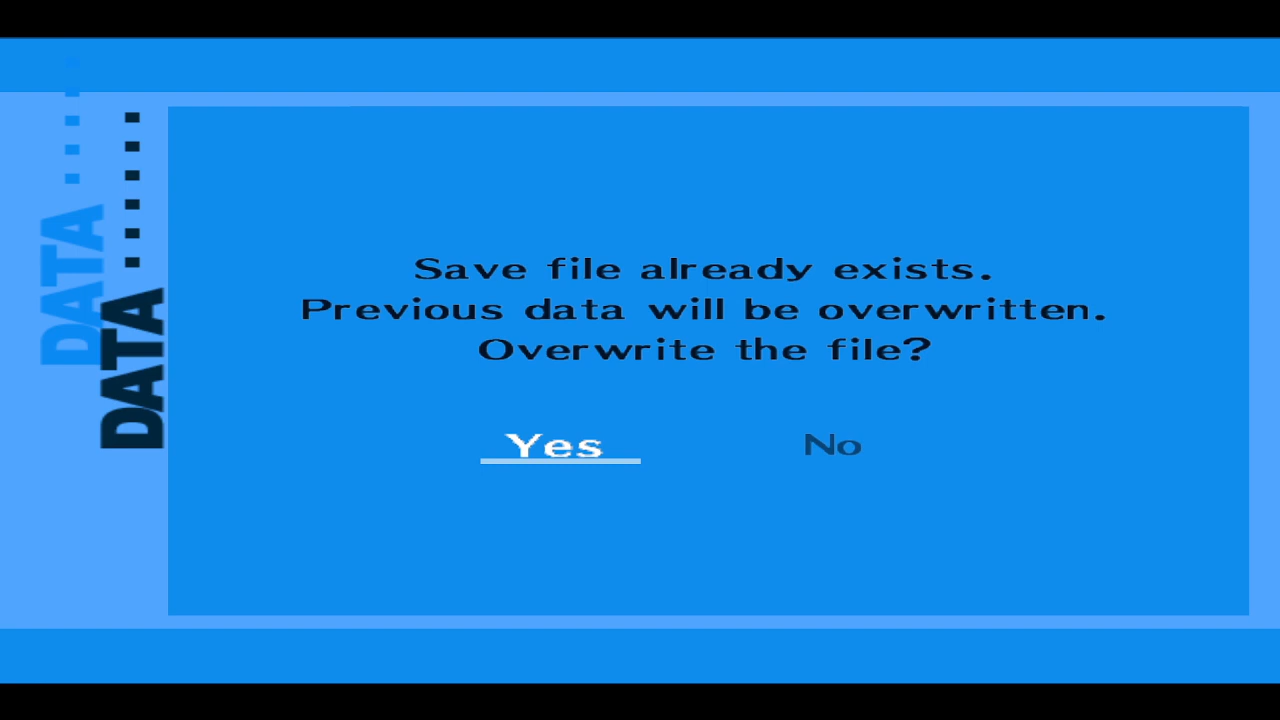 DATA ......
DATA .....
Save file already exists.
Previous data will be overwritten.
Overwrite the file?
Yes No